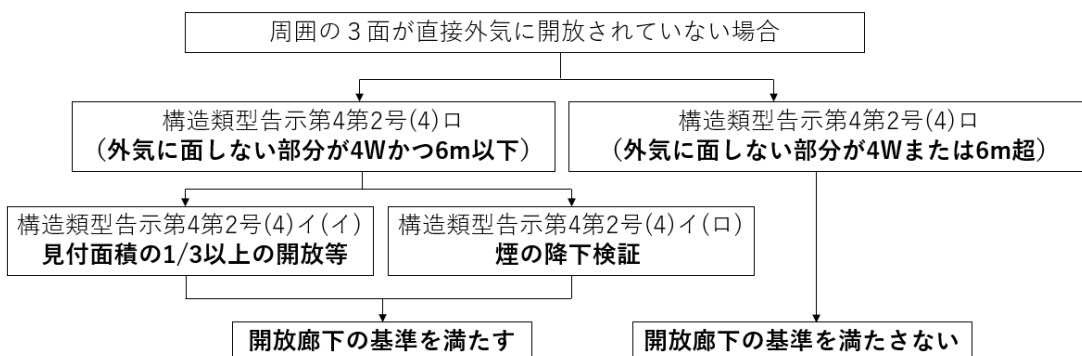 周囲の３面が直接外気に開放されていない場合
構造類型告示第4第2号(4)ロ
（外気に面しない部分が4Wかつ6m以下）
構造類型告示第4第2号(4)ロ
（外気に面しない部分が4Wまたは6m超）
構造類型告示第4第2号(4)イ(イ)
見付面積の1/3以上の開放等
構造類型告示第4第2号(4)イ(ロ)
煙の降下検証
開放廊下の基準を満たす
開放廊下の基準を満たさない